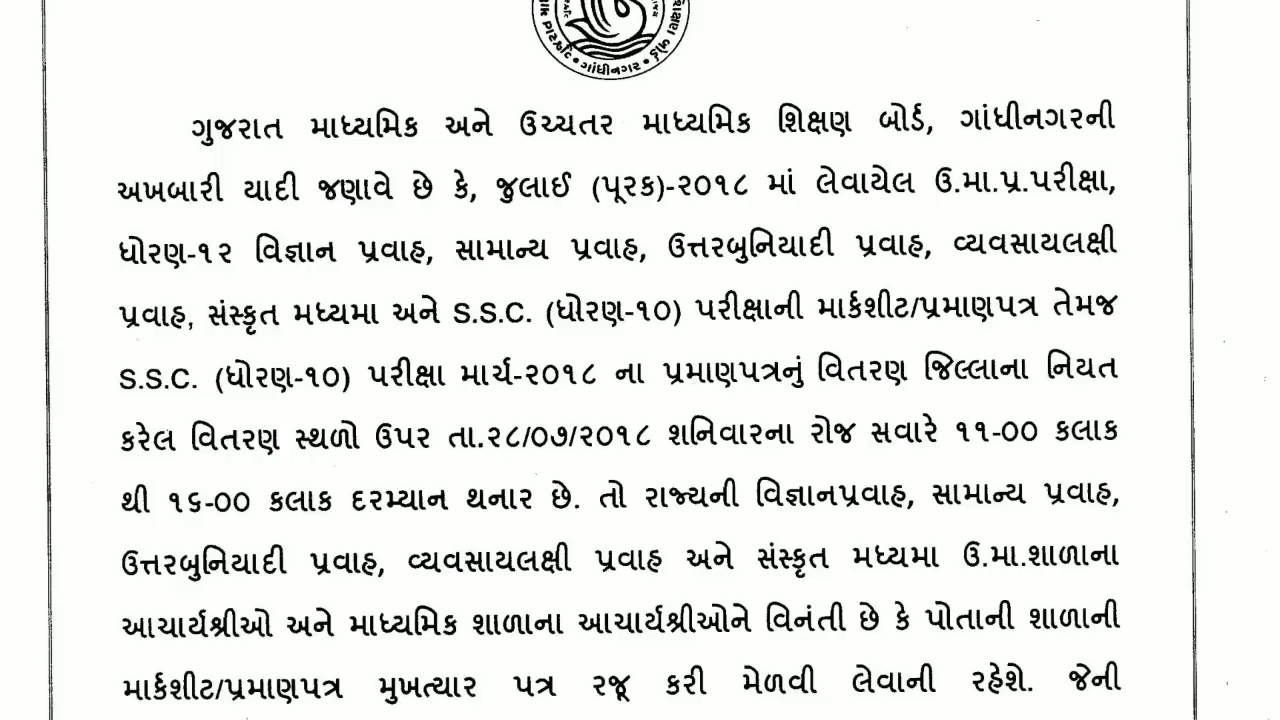 ગાંધીનગર
ગુજરાત માધ્યમિક અને ઉચ્ચતર માધ્યમિક શિક્ષણ બોર્ડ, ગાંધીનગરની
અખબારી યાદી જણાવે છે કે, જુલાઈ (પૂરક)-૨૦૧૮ માં લેવાયેલ ઉ.મા.પ્ર.પરીક્ષા,
ધોરણ-૧૨ વિજ્ઞાન પ્રવાહ, સામાન્ય પ્રવાહ, ઉત્તરબુનિયાદી પ્રવાહ, વ્યવસાયલક્ષી
પ્રવાહ, સંસ્કૃત મધ્યમા અને S.S.C. (ધોરણ-૧૦) પરીક્ષાની માર્કશીટ/પ્રમાણપત્ર તેમજ
S.S.C. (ધોરણ-૧૦) પરીક્ષા માર્ચ-૨૦૧૮ ના પ્રમાણપત્રનું વિતરણ જિલ્લાના નિયત
કરેલ વિતરણ સ્થળો ઉપર તા.૨૮/૦૭/૨૦૧૮ શનિવારના રોજ સવારે ૧૧-૦૦ કલાક
થી ૧૬-૦૦ કલાક દરમ્યાન થનાર છે. તો રાજ્યની વિજ્ઞાનપ્રવાહ, સામાન્ય પ્રવાહ,
ઉત્તરબુનિયાદી પ્રવાહ, વ્યવસાયલક્ષી પ્રવાહ અને સંસ્કૃત મધ્યમા ઉ.મા.શાળાના
આચાર્યશ્રીઓ અને માધ્યમિક શાળાના આચાર્યશ્રીઓને વિનંતી છે કે પોતાની શાળાની
માર્કશીટ/પ્રમાણપત્ર મુખત્યાર પત્ર રજૂ કરી મેળવી લેવાની રહેશે. જેની